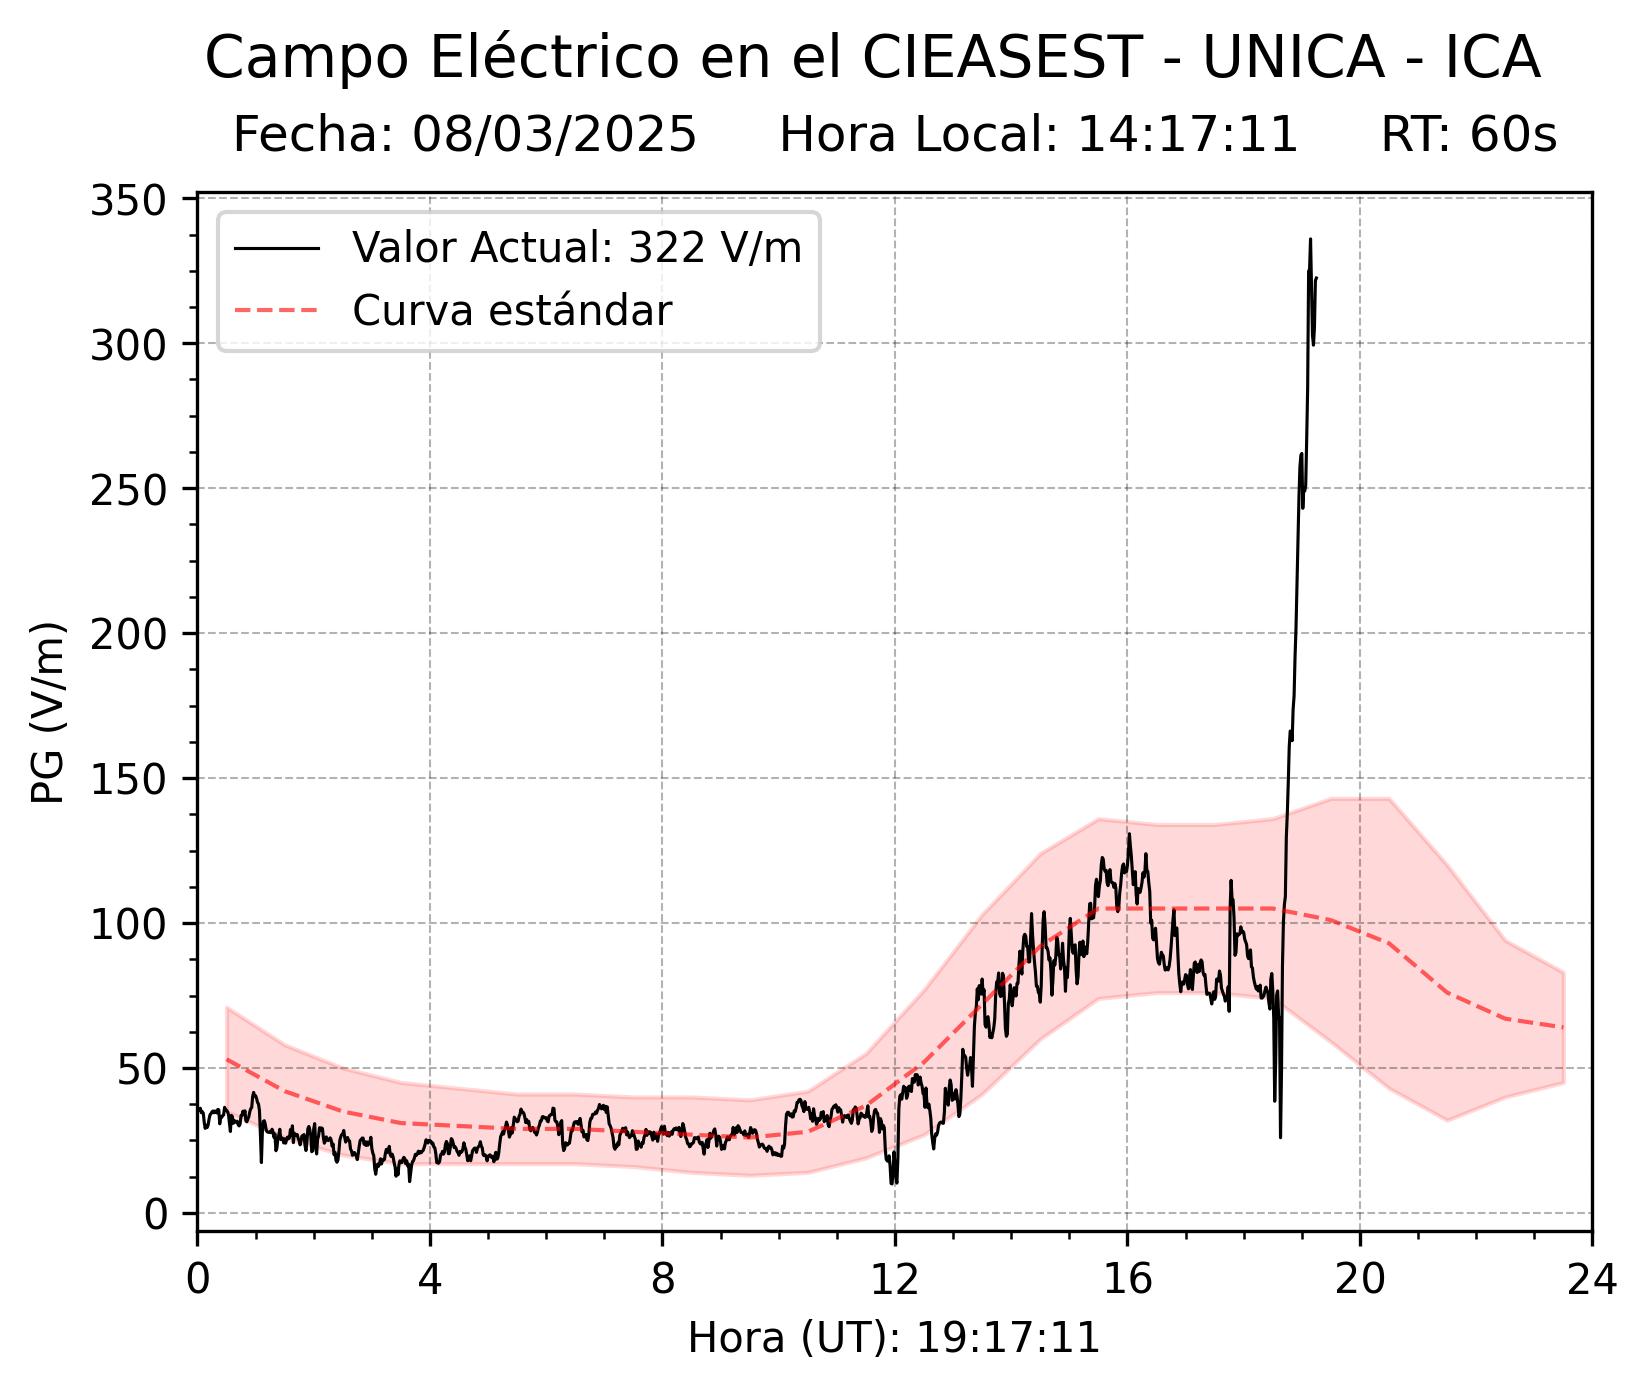 Campo Eléctrico en el CIEASEST - UNICA - ICA
Fecha: 08/03/2025 Hora Local: 14:17:11 RT: 60s
Valor Actual: 322 V/m
Curva estándar
PG (V/m)
350
300
250
200
150
100
50
0
0 4 8 12 16 20 24
Hora (UT): 19:17:11